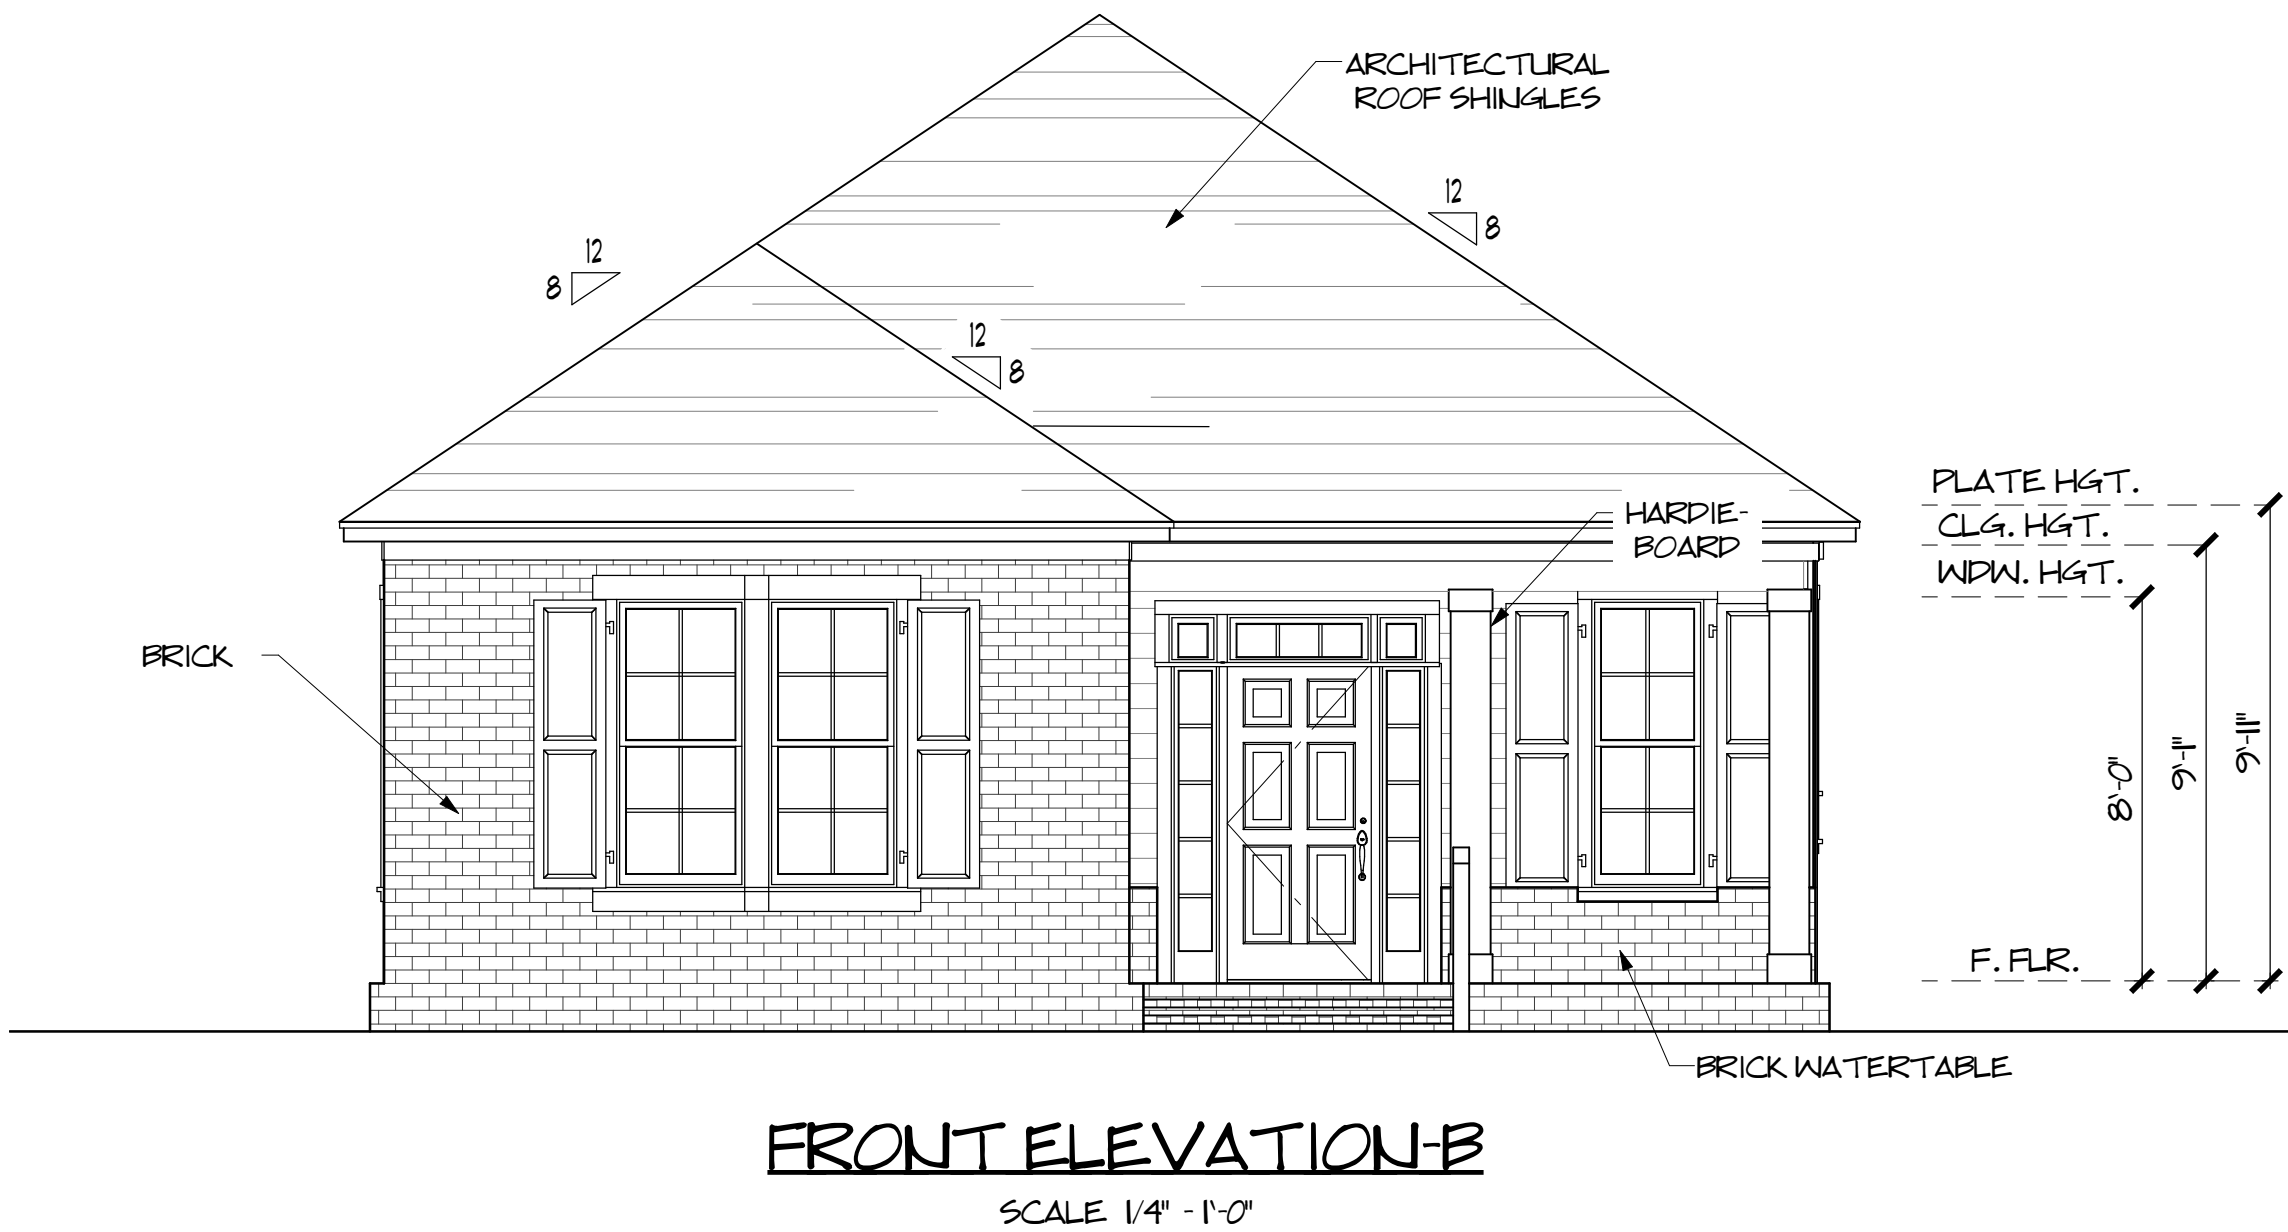 ARCHITECTURAL
ROOF SHINGLES
12
8
12
8
12
8
PLATE HGT.
HARDIE-
BOARD
CLG. HGT.
WDW. HGT.
BRICK
8'-0"
9'-1"
9'-11"
F. FLR.
BRICK WATERTABLE
FRONT ELEVATION-B
SCALE 1/4" - 1'-0"